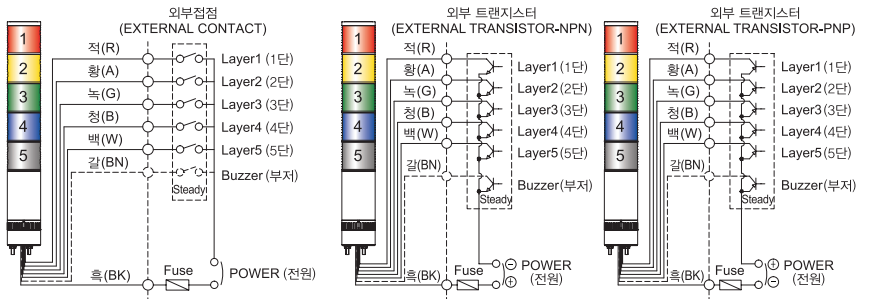 외부접점
(EXTERNAL CONTACT)
1
2
3
4
5
적(R)
황(A)
녹(G)
청(B)
백(W)
갈(BN)
흑(BK)
Layer1 (1단)
Layer2 (2단)
Layer3 (3단)
Layer4 (4단)
Layer5 (5단)
Buzzer (부저)
Steady
Fuse
POWER (전원)
외부 트랜지스터
(EXTERNAL TRANSISTOR-NPN)
1
2
3
4
5
적(R)
황(A)
녹(G)
청(B)
백(W)
갈(BN)
흑(BK)
Layer1 (1단)
Layer2 (2단)
Layer3 (3단)
Layer4 (4단)
Layer5 (5단)
Buzzer (부저)
Steady
Fuse
⊖ POWER
⊕ (전원)
외부 트랜지스터
(EXTERNAL TRANSISTOR-PNP)
1
2
3
4
5
적(R)
황(A)
녹(G)
청(B)
백(W)
갈(BN)
흑(BK)
Layer1 (1단)
Layer2 (2단)
Layer3 (3단)
Layer4 (4단)
Layer5 (5단)
Buzzer (부저)
Steady
Fuse
⊕ POWER
⊖ (전원)